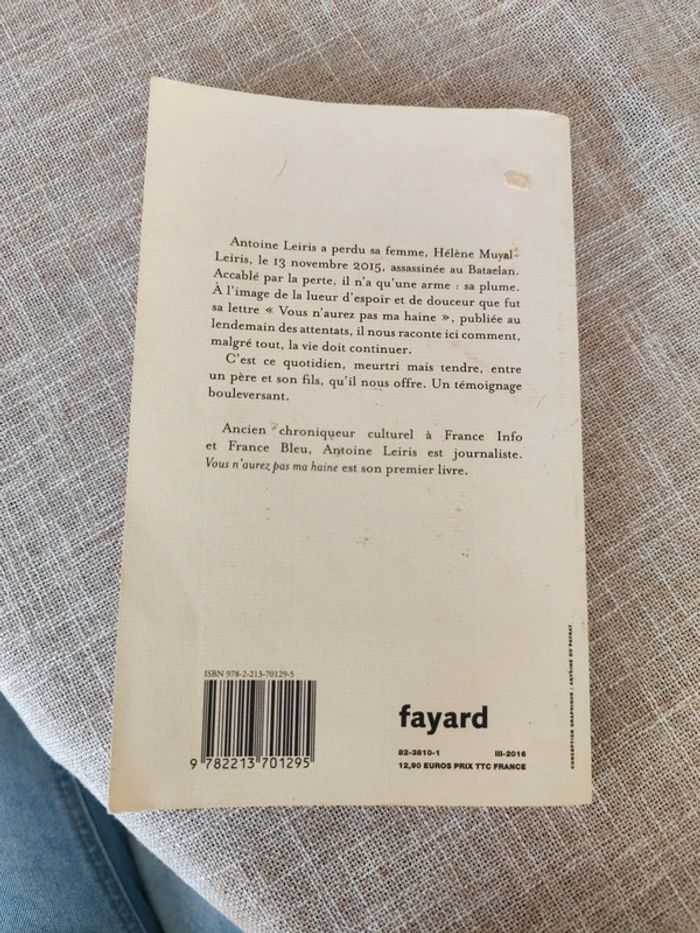 Antoine Leiris a perdu sa femme, Hélène Muyal-
Leiris, le 13 novembre 2015, assassinée au Bataclan.
Accablé par la perte, il n'a qu'une arme : sa plume.
À l'image de la lueur d'espoir et de douceur que fut
sa lettre « Vous n'aurez pas ma haine », publiée au
lendemain des attentats, il nous raconte ici comment,
malgré tout, la vie doit continuer.
C'est ce quotidien, meurtri mais tendre, entre
un père et son fils, qu'il nous offre. Un témoignage
bouleversant.
Ancien chroniqueur culturel à France Info
et France Bleu, Antoine Leiris est journaliste.
Vous n'aurez pas ma haine est son premier livre.
CONCEPTION GRAPHIQUE : ANTOINE DU PAYRAT
ISBN 978-2-213-70129-5
9 782213 701295
fayard
82-3810-1 III-2016
12,90 EUROS PRIX TTC FRANCE